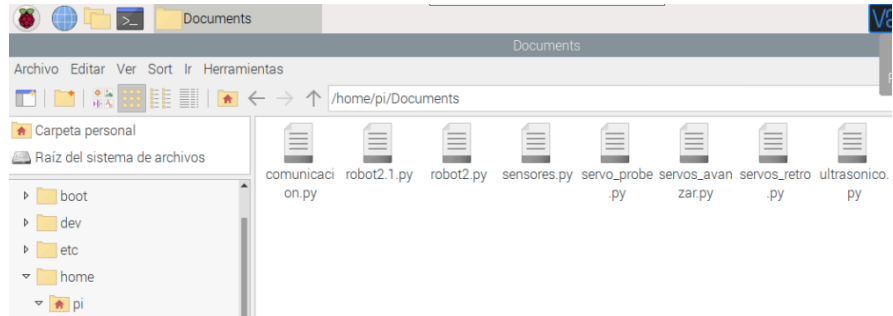 Documents
Va
Documents
Archivo Editar Ver Sort Ir Herramientas
/home/pi/Documents
Carpeta personal
Raíz del sistema de archivos
boot
dev
etc
home
pi
comunicaci
on.py
robot2.1.py
robot2.py
sensores.py
servo_probe
.py
servos_avan
zar.py
servos_retro
.py
ultrasonico.
py